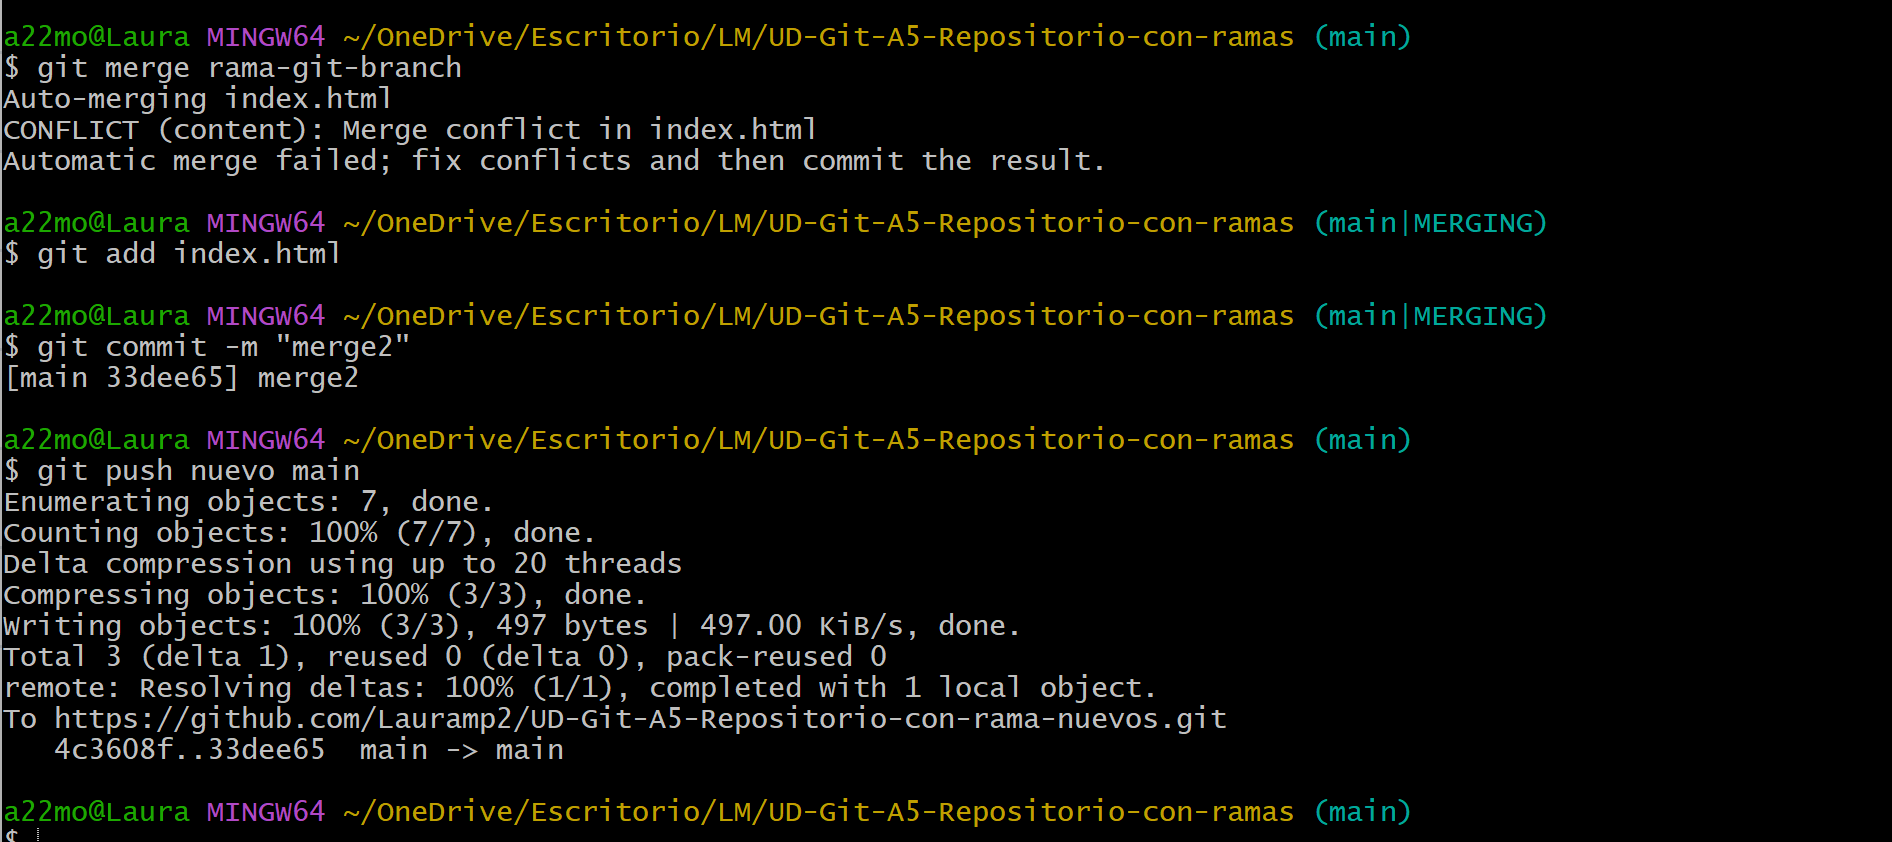 a22mo@Laura MINGW64 ~/OneDrive/Escritorio/LM/UD-Git-A5-Repositorio-con-ramas (main)
$ git merge rama-git-branch
Auto-merging index.html
CONFLICT (content): Merge conflict in index.html
Automatic merge failed; fix conflicts and then commit the result.
a22mo@Laura MINGW64 ~/OneDrive/Escritorio/LM/UD-Git-A5-Repositorio-con-ramas (main|MERGING)
$ git add index.html
a22mo@Laura MINGW64 ~/OneDrive/Escritorio/LM/UD-Git-A5-Repositorio-con-ramas (main|MERGING)
$ git commit -m "merge2"
[main 33dee65] merge2
a22mo@Laura MINGW64 ~/OneDrive/Escritorio/LM/UD-Git-A5-Repositorio-con-ramas (main)
$ git push nuevo main
Enumerating objects: 7, done.
Counting objects: 100% (7/7), done.
Delta compression using up to 20 threads
Compressing objects: 100% (3/3), done.
Writing objects: 100% (3/3), 497 bytes | 497.00 KiB/s, done.
Total 3 (delta 1), reused 0 (delta 0), pack-reused 0
remote: Resolving deltas: 100% (1/1), completed with 1 local object.
To https://github.com/Lauramp2/UD-Git-A5-Repositorio-con-rama-nuevos.git
   4c3608f..33dee65  main -> main
a22mo@Laura MINGW64 ~/OneDrive/Escritorio/LM/UD-Git-A5-Repositorio-con-ramas (main)
$